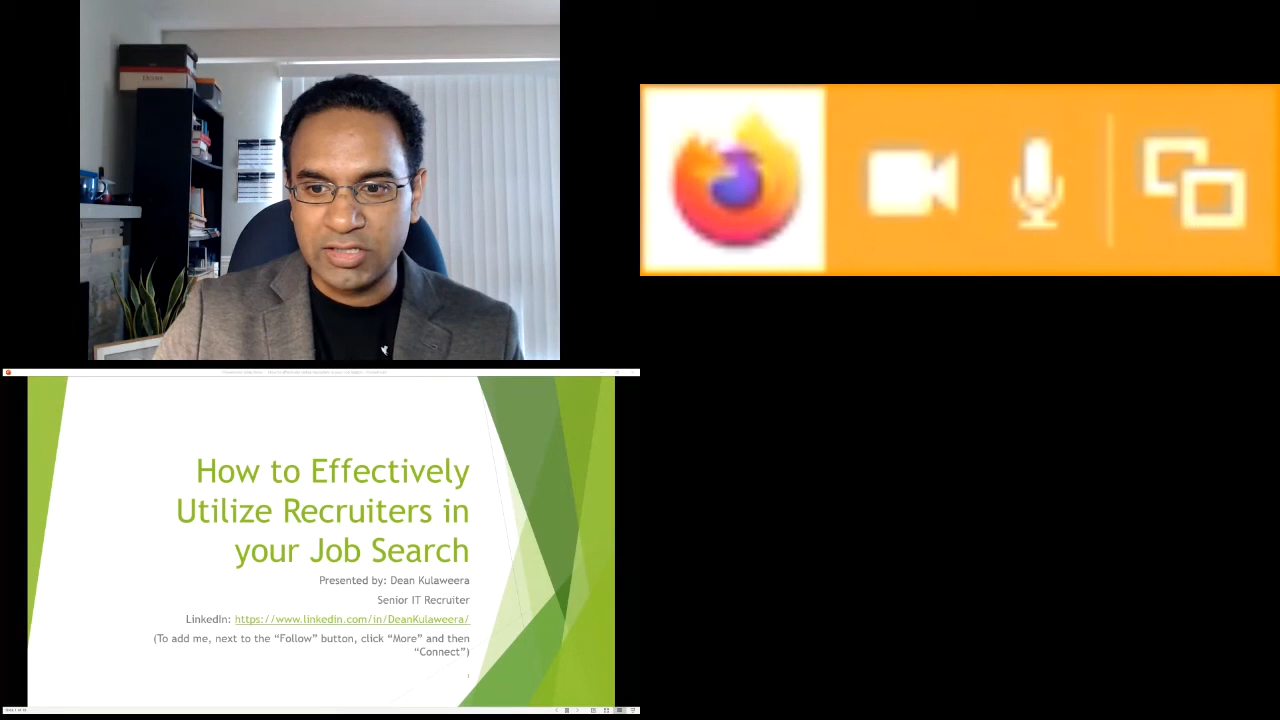 How to Effectively
Utilize Recruiters in
your Job Search
Presented by: Dean Kulaweera
Senior IT Recruiter
LinkedIn: https://www.linkedin.com/in/DeanKulaweera/
(To add me, next to the “Follow” button, click “More” and then
“Connect”)
1